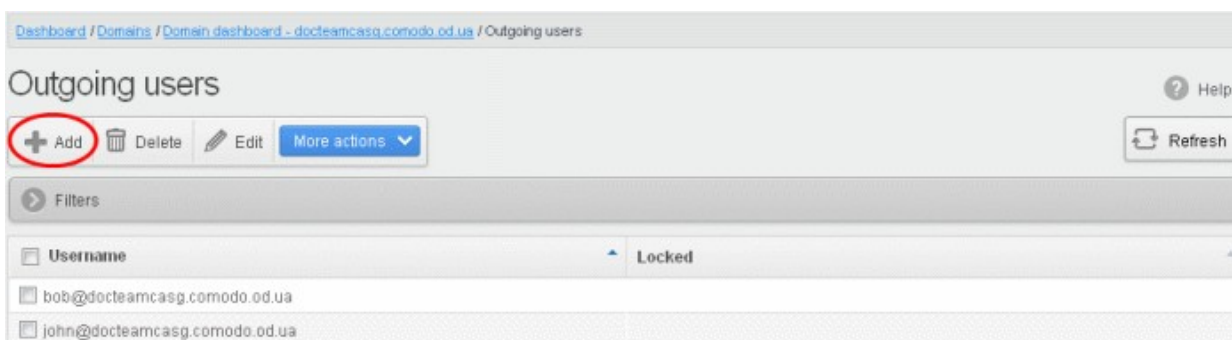 Dashboard / Domains / Domain dashboard - docteamcasg.comodo.od.ua / Outgoing users
Outgoing users
Help
Add Delete Edit More actions Refresh
Filters
Username Locked
bob@docteamcasg.comodo.od.ua
john@docteamcasg.comodo.od.ua